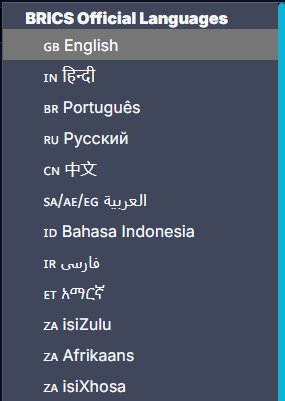 BRICS Official Languages
GB English
IN हिन्दी
BR Português
RU Русский
CN 中文
SA/AE/EG العربية
ID Bahasa Indonesia
IR فارسی
ET አማርኛ
ZA isiZulu
ZA Afrikaans
ZA isiXhosa